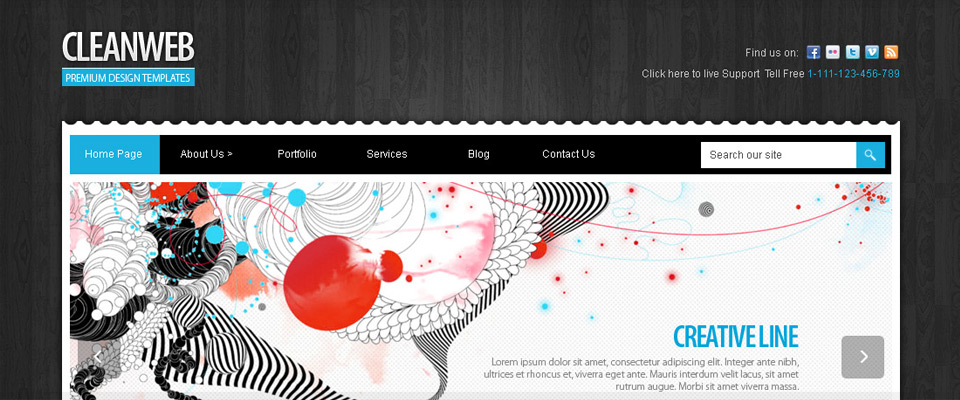 CLEANWEB
PREMIUM DESIGN TEMPLATES
Find us on:
Click here to live Support Tell Free 1-111-123-456-789
Home Page About Us > Portfolio Services Blog Contact Us Search our site
CREATIVE LINE
Lorem ipsum dolor sit amet, consectetur adipiscing elit. Integer ante nibh,
ultrices et rhoncus et, viverra eget ante. Mauris interdum velit lacus, sit amet
rutrum augue. Morbi sit amet viverra massa.